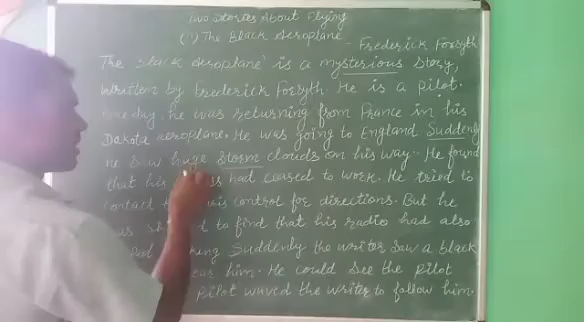 Two Stories About Flying
(1) The Black Aeroplane
- Frederick Forsyth
The Black Aeroplane is a mysterious story,
written by Frederick Forsyth. He is a pilot.
One day, he was returning from France in his
Dakota aeroplane. He was going to England Suddenly
he saw huge storm clouds on his way. He found
that his had ceased to work. He tried to
contact control for directions. But he
was to find that his radio had also
Suddenly the writer saw a black
him. He could see the pilot
pilot waved the writer to follow him.